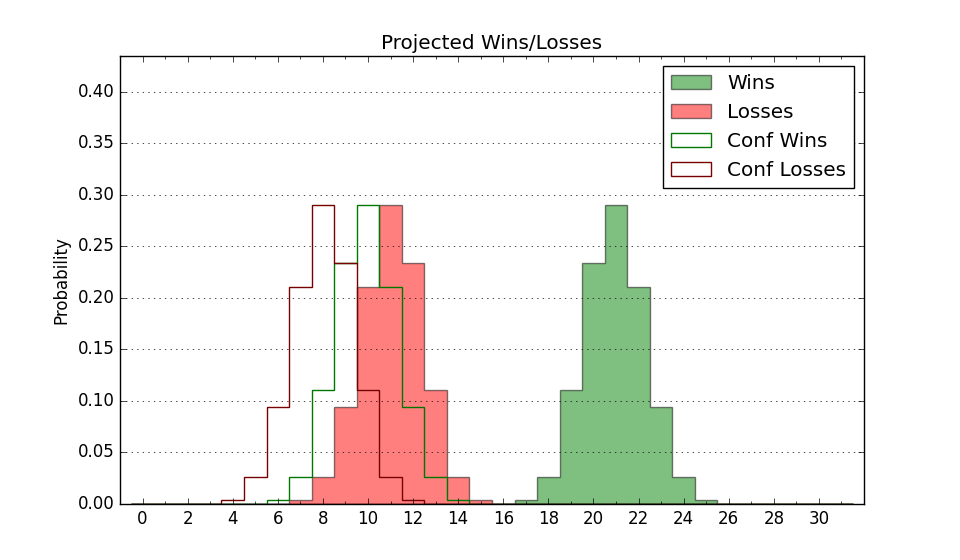 Projected Wins/Losses
Wins
Losses
Conf Wins
Conf Losses
Probability
0.40
0.35
0.30
0.25
0.20
0.15
0.10
0.05
0.00
0 2 4 6 8 10 12 14 16 18 20 22 24 26 28 30